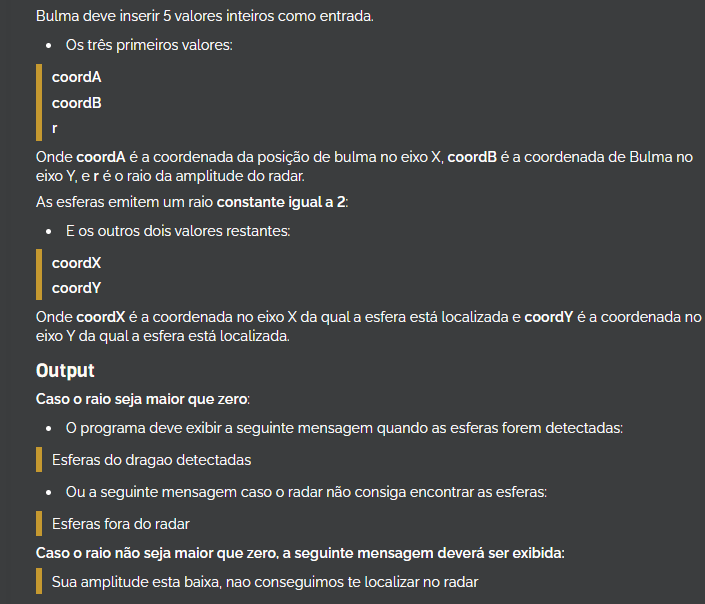 Bulma deve inserir 5 valores inteiros como entrada.
• Os três primeiros valores:
coordA
coordB
r
Onde coordA é a coordenada da posição de bulma no eixo X, coordB é a coordenada de Bulma no
eixo Y, e r é o raio da amplitude do radar.
As esferas emitem um raio constante igual a 2:
• E os outros dois valores restantes:
coordX
coordY
Onde coordX é a coordenada no eixo X da qual a esfera está localizada e coordY é a coordenada no
eixo Y da qual a esfera está localizada.
Output
Caso o raio seja maior que zero:
• O programa deve exibir a seguinte mensagem quando as esferas forem detectadas:
Esferas do dragao detectadas
• Ou a seguinte mensagem caso o radar não consiga encontrar as esferas:
Esferas fora do radar
Caso o raio não seja maior que zero, a seguinte mensagem deverá ser exibida:
Sua amplitude esta baixa, nao conseguimos te localizar no radar